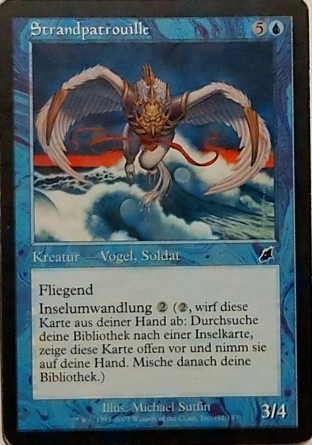 Strandpatrouille 5
Kreatur — Vogel, Soldat
Fliegend
Inselumwandlung 2 (2, wirf diese
Karte aus deiner Hand ab: Durchsuche
deine Bibliothek nach einer Inselkarte,
zeige diese Karte offen vor und nimm sie
auf deine Hand. Mische danach deine
Bibliothek.)
Illus. Michael Sutfin
3/4